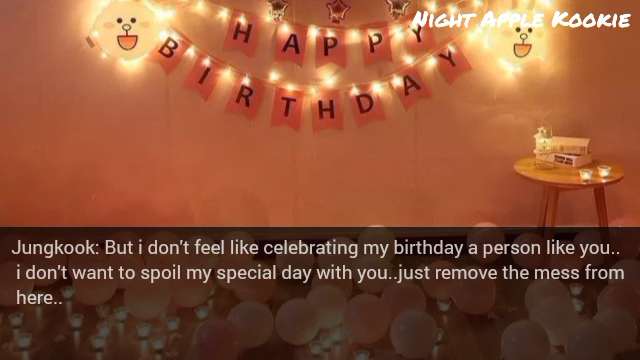 Night Apple Kookie
HAPPY
BIRTHDAY
Jungkook: But i don't feel like celebrating my birthday a person like you..
i don't want to spoil my special day with you..just remove the mess from
here..